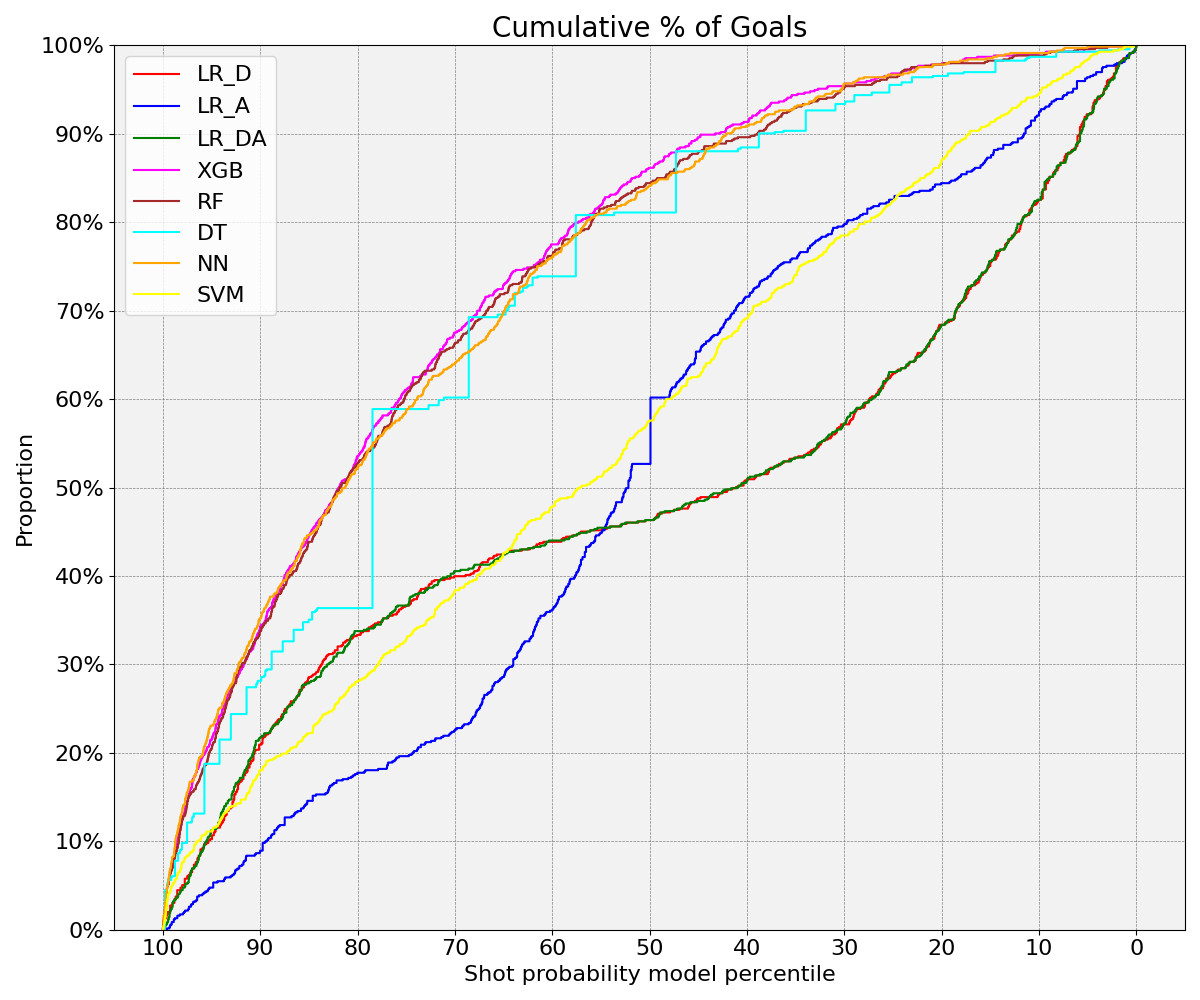 Cumulative % of Goals
100%
90%
80%
70%
60%
50%
40%
30%
20%
10%
0%
Proportion
LR_D
LR_A
LR_DA
XGB
RF
DT
NN
SVM
100 90 80 70 60 50 40 30 20 10 0
Shot probability model percentile